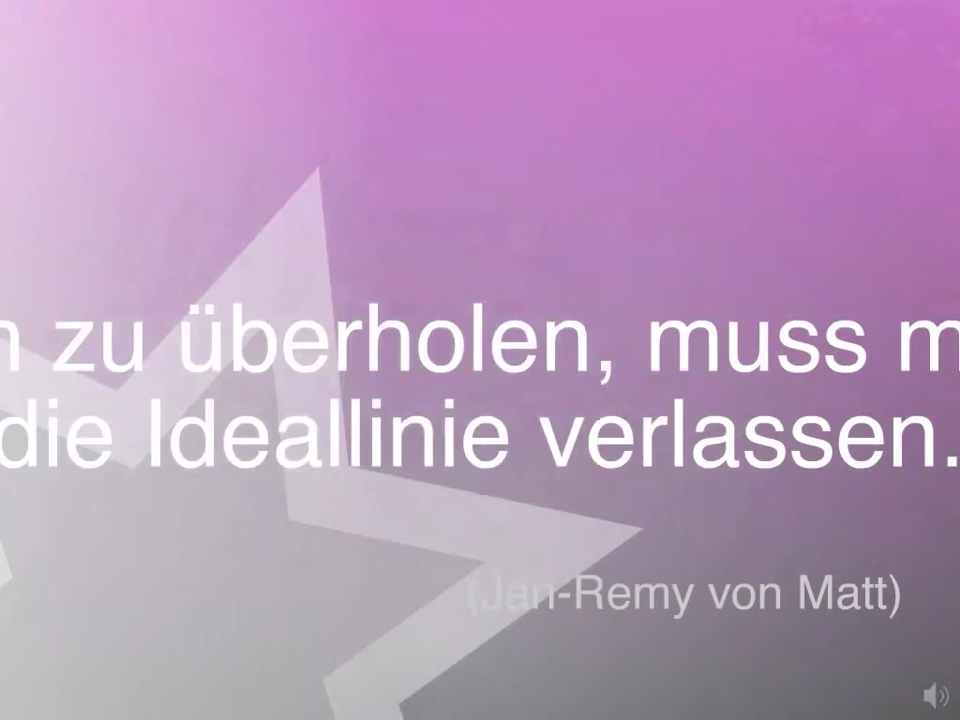 n zu überholen, muss m
die Ideallinie verlassen.
(Jan-Remy von Matt)